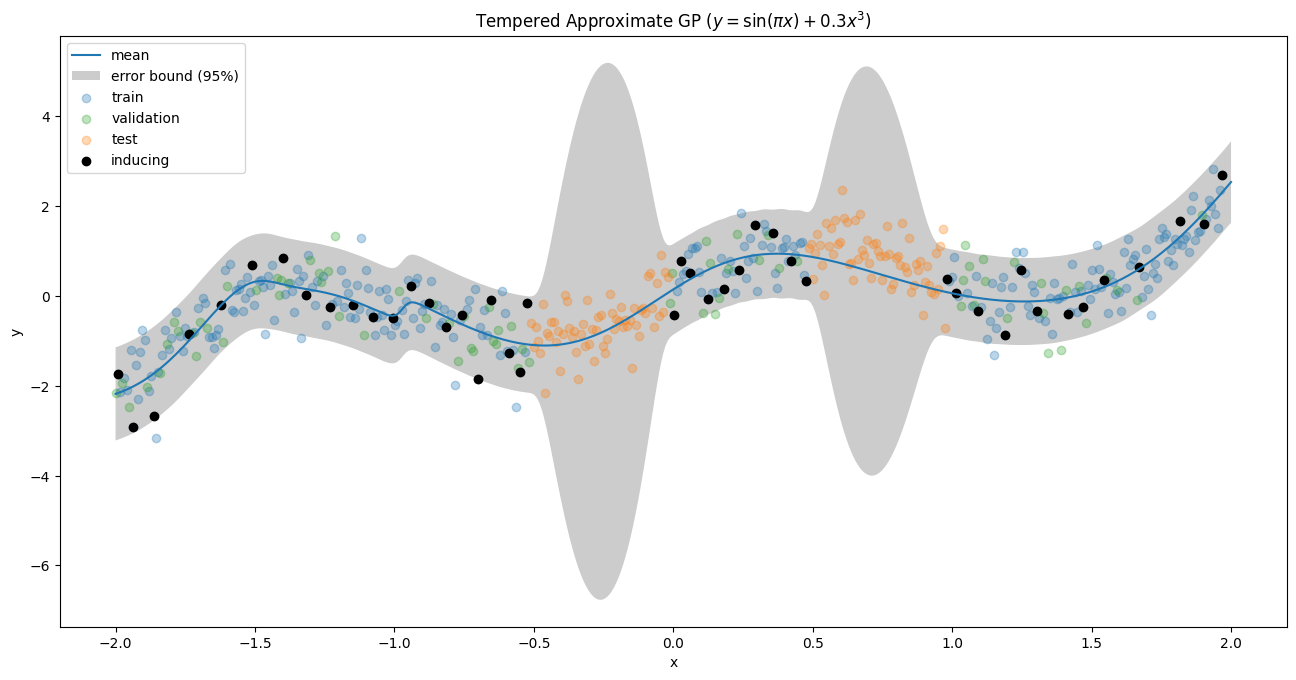 Tempered Approximate GP (y = sin(πx) + 0.3x³)
mean
error bound (95%)
train
validation
test
inducing
y
4
2
0
−2
−4
−6
−2.0 −1.5 −1.0 −0.5 0.0 0.5 1.0 1.5 2.0
x